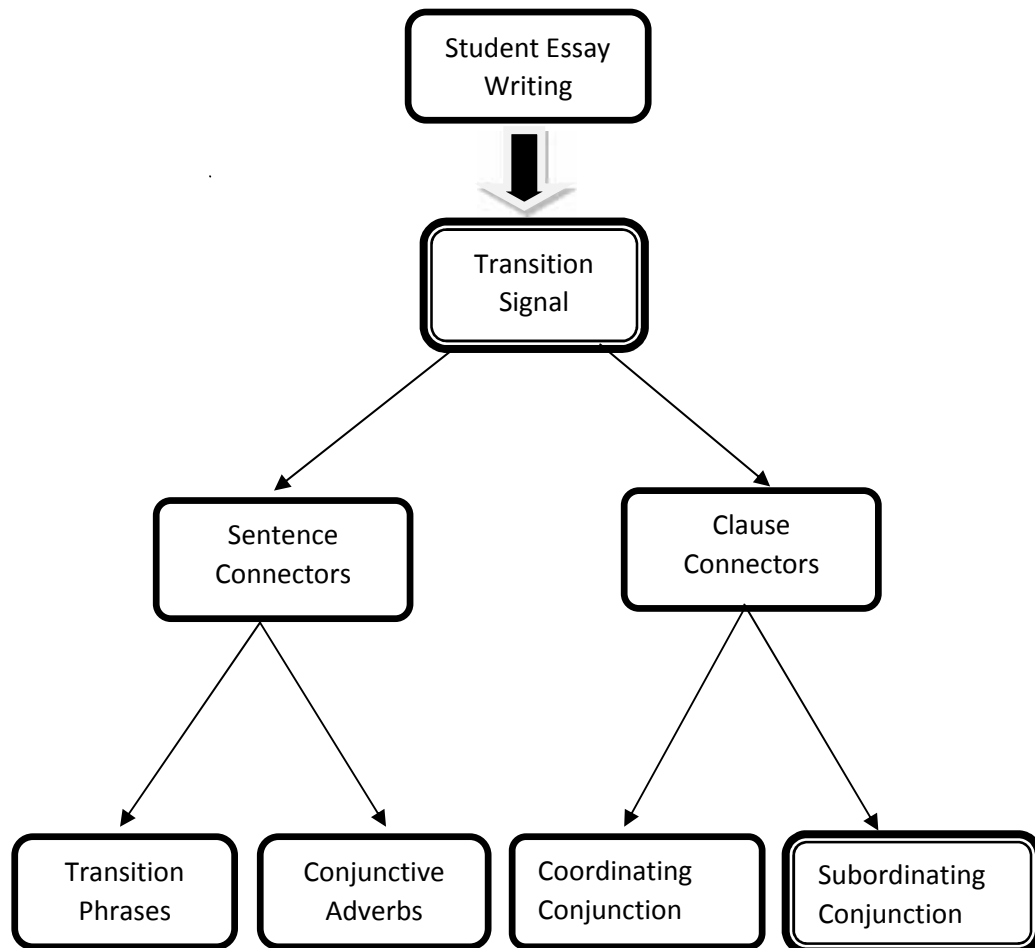 Student Essay
Writing
Transition
Signal
Sentence
Connectors
Clause
Connectors
Transition
Phrases
Conjunctive
Adverbs
Coordinating
Conjunction
Subordinating
Conjunction